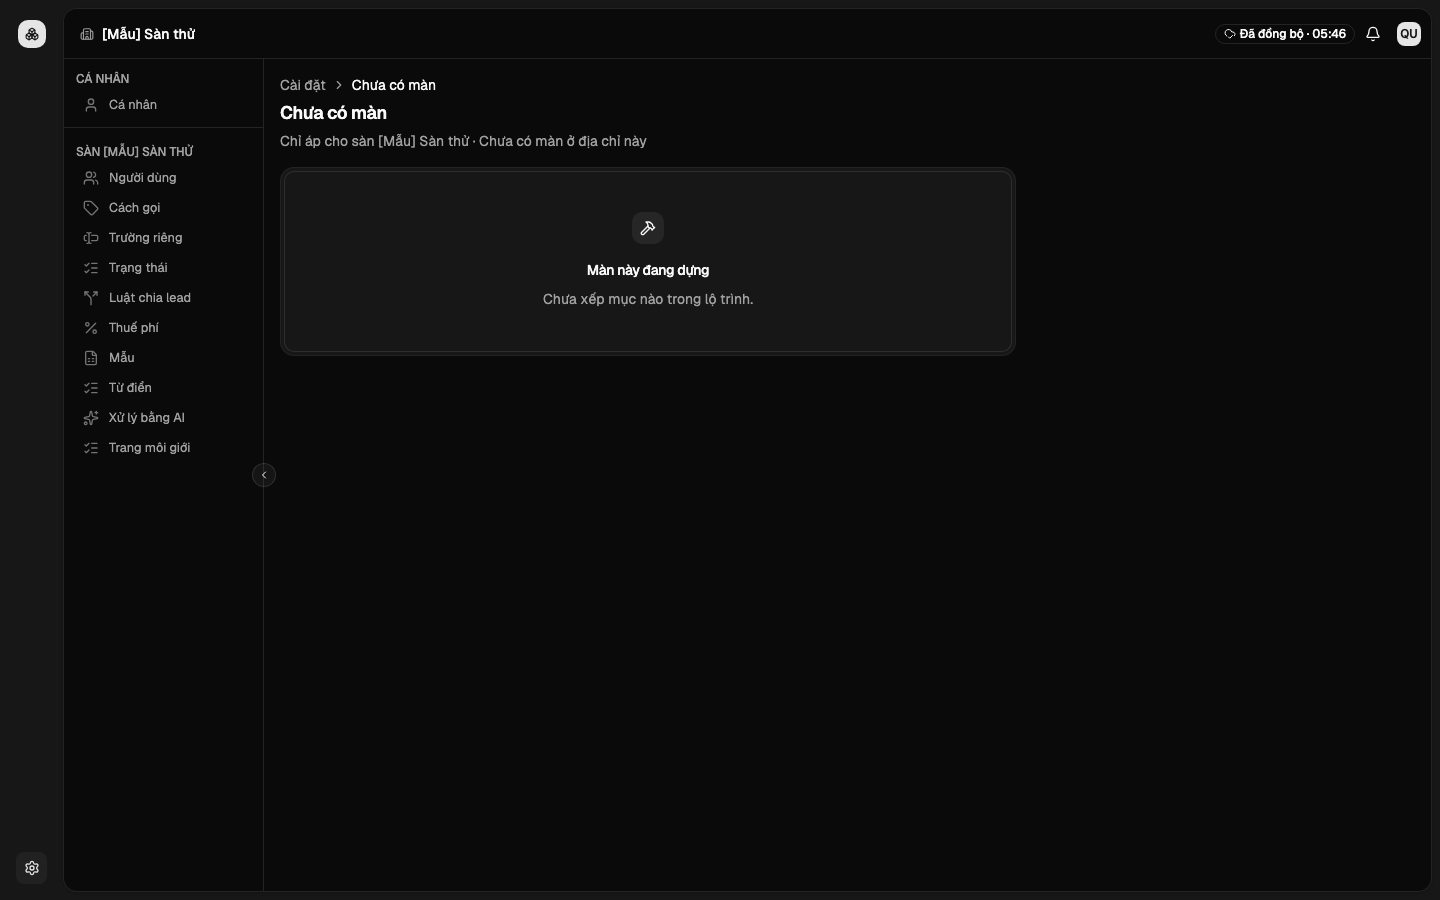 [Mẫu] Sàn thử
Đã đồng bộ · 05:46
QU
CÁ NHÂN
Cá nhân
SÀN [MẪU] SÀN THỬ
Người dùng
Cách gọi
Trường riêng
Trạng thái
Luật chia lead
Thuế phí
Mẫu
Từ điển
Xử lý bằng AI
Trang môi giới
Cài đặt > Chưa có màn
Chưa có màn
Chỉ áp cho sàn [Mẫu] Sàn thử · Chưa có màn ở địa chỉ này
Màn này đang dựng
Chưa xếp mục nào trong lộ trình.